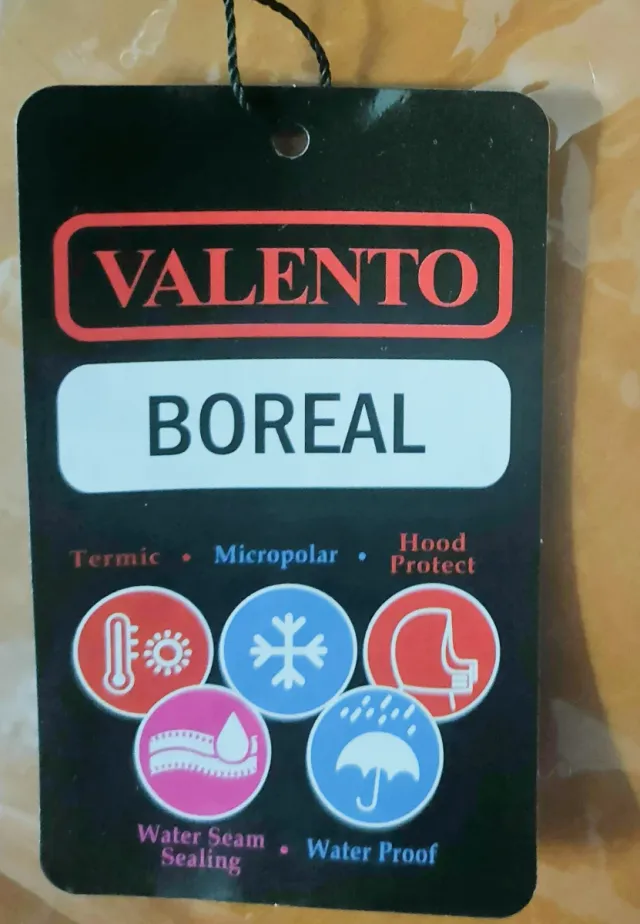 VALENTO
BOREAL
Termic • Micropolar • Hood Protect
Water Seam Sealing • Water Proof